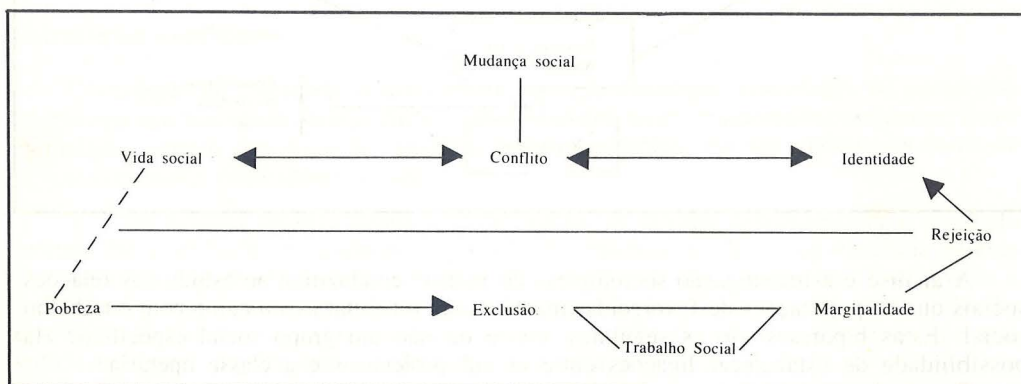 Mudança social
Vida social Conflito Identidade
Rejeição
Pobreza Exclusão Marginalidade
Trabalho Social